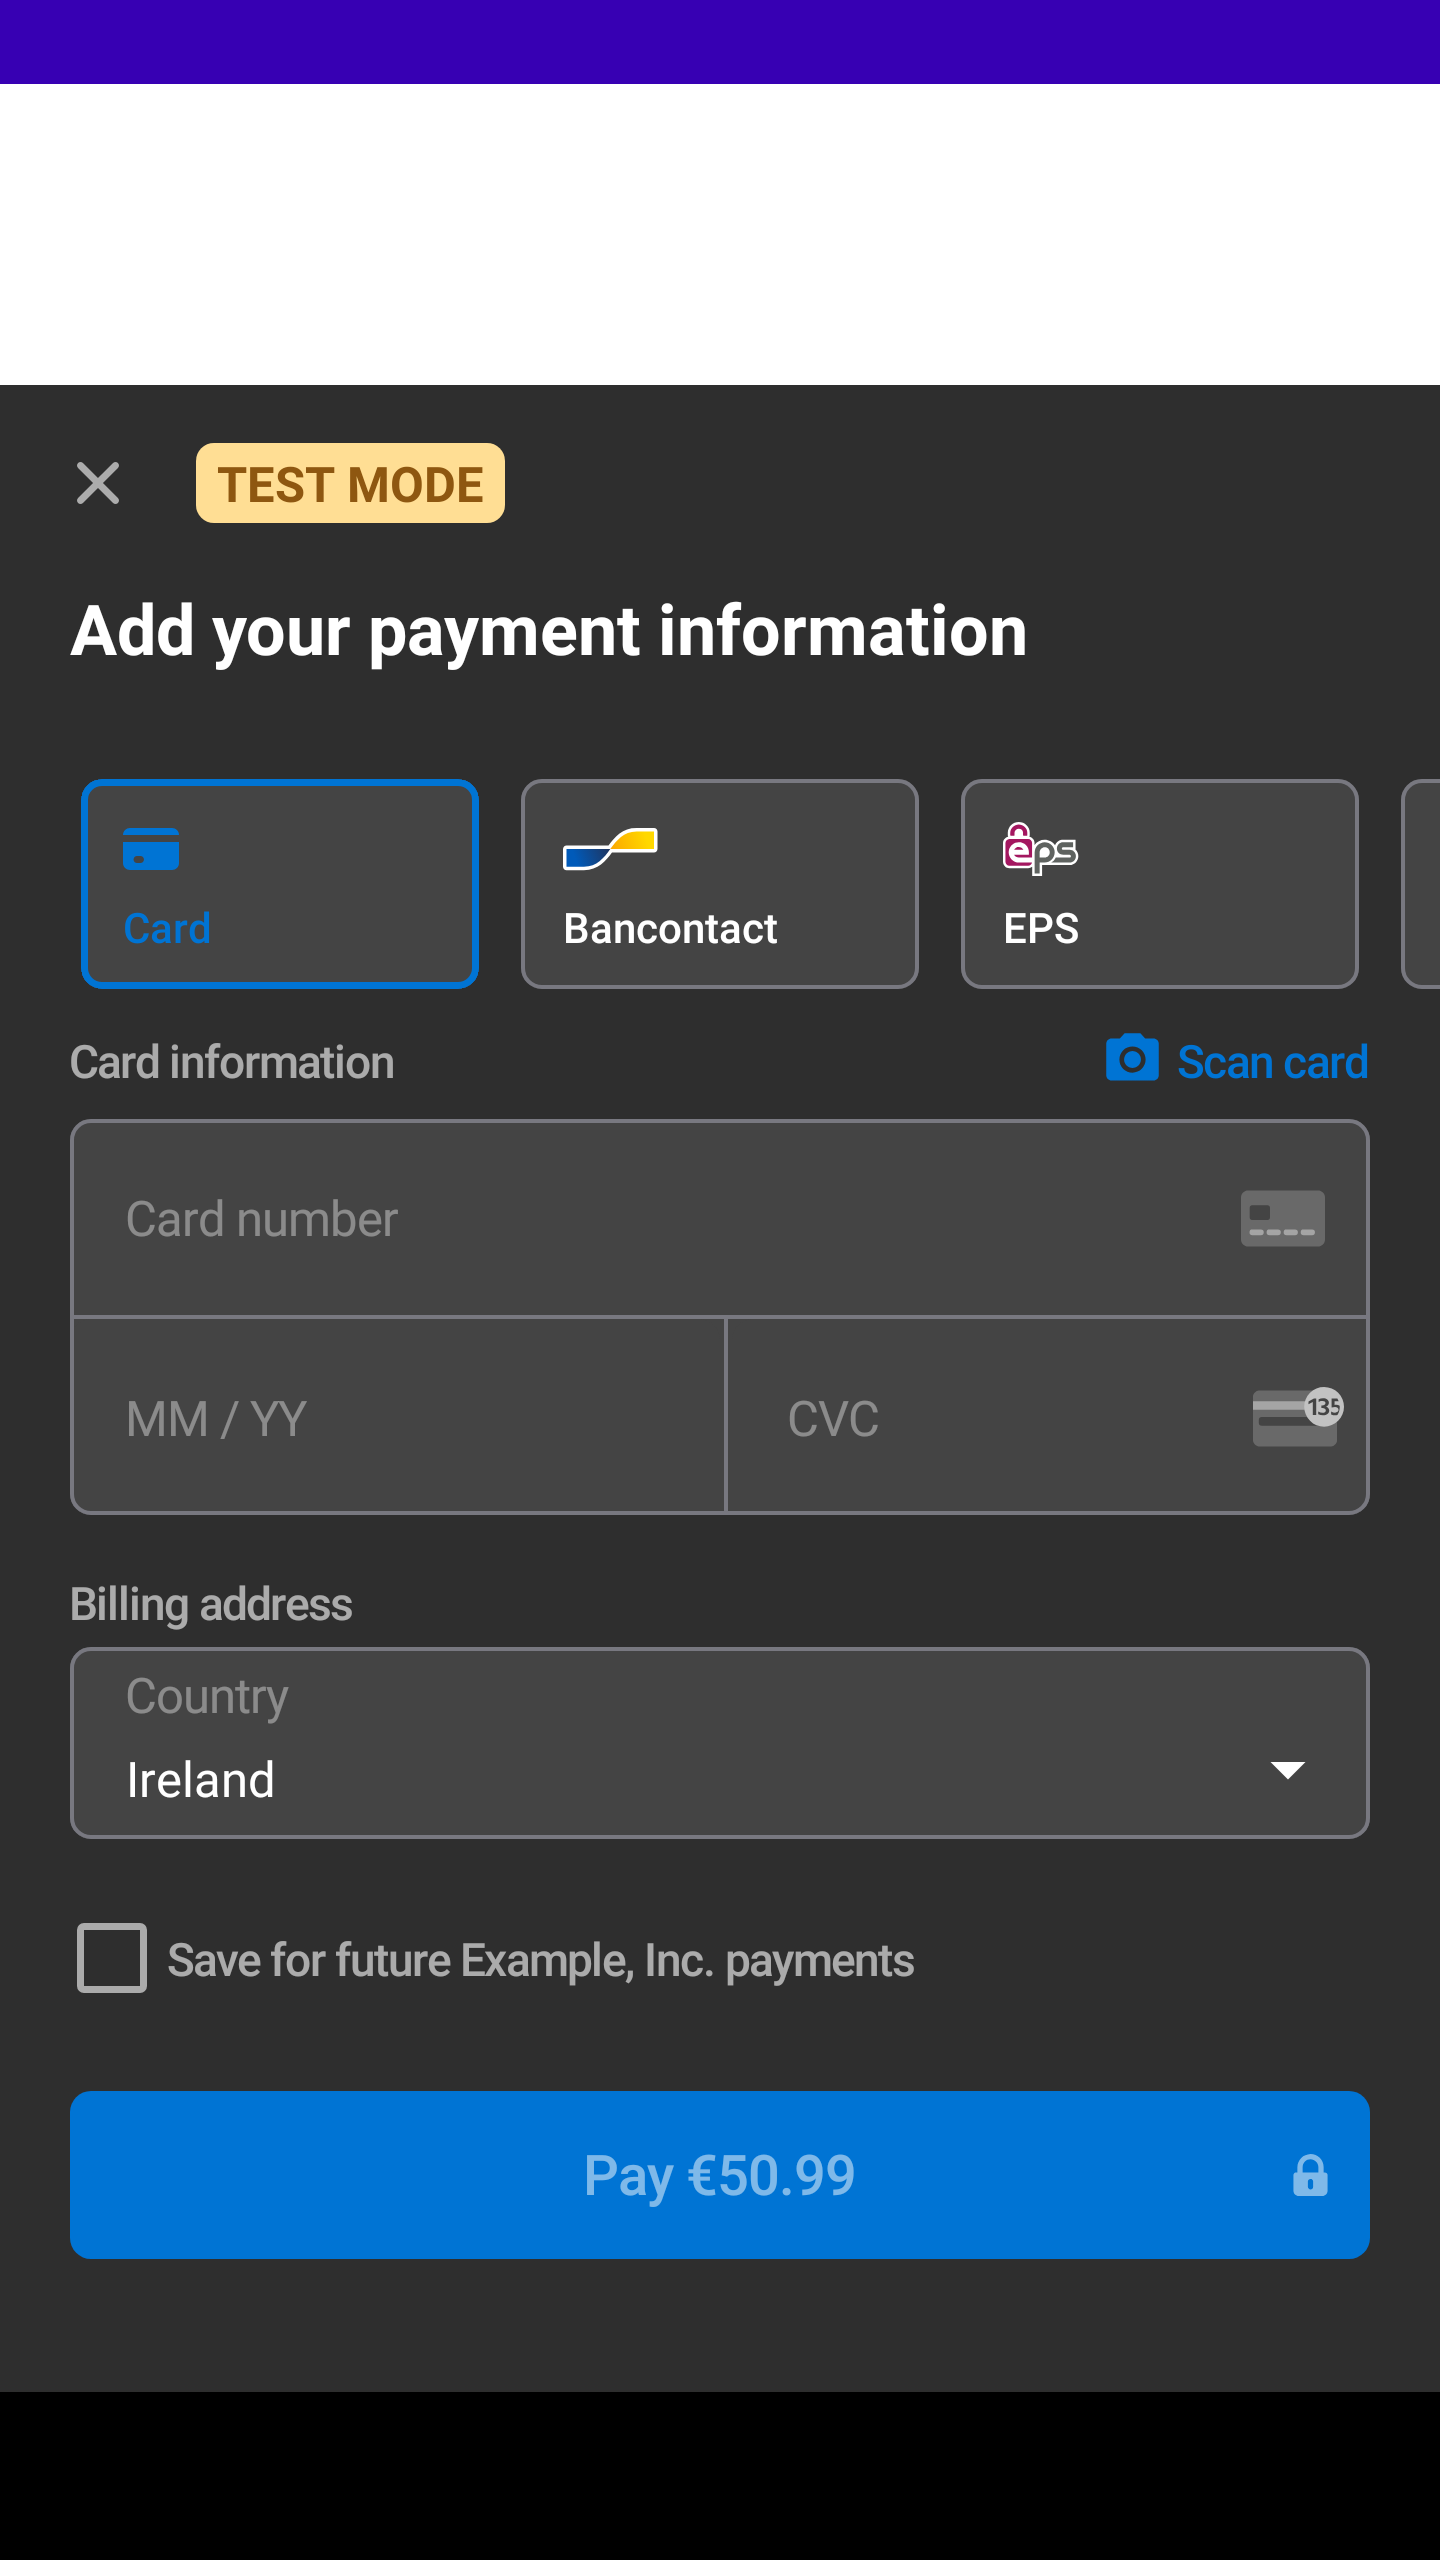 TEST MODE
Add your payment information
Card
Bancontact
eps
EPS
Card information
Scan card
Card number
MM / YY
CVC
135
Billing address
Country
Ireland
Save for future Example, Inc. payments
Pay €50.99